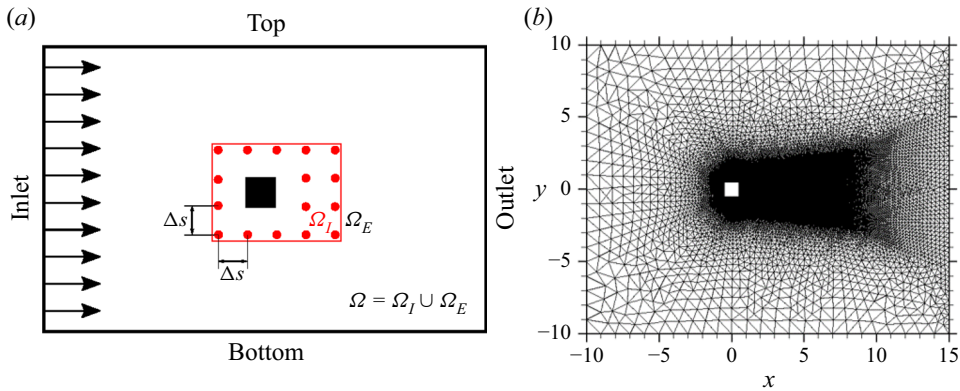 (a)
Top
Inlet
Δs
Δs
Ω_I
Ω_E
Ω = Ω_I ∪ Ω_E
Bottom
Outlet
(b)
10
5
y
0
−5
−10
−10 −5 0 5 10 15
x